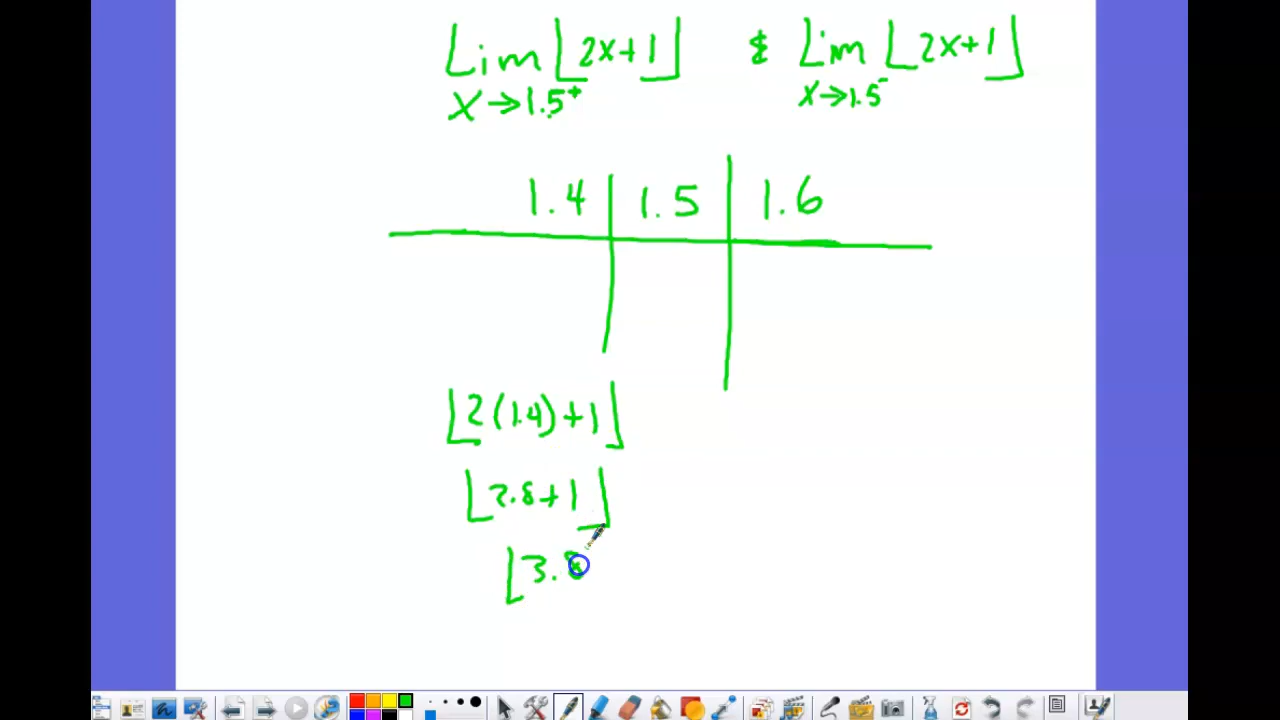 Lim ⌊2x+1⌋ & Lim ⌊2x+1⌋
x→1.5⁺ x→1.5⁻
1.4 1.5 1.6
⌊2(1.4)+1⌋
⌊2.8+1⌋
⌊3.8